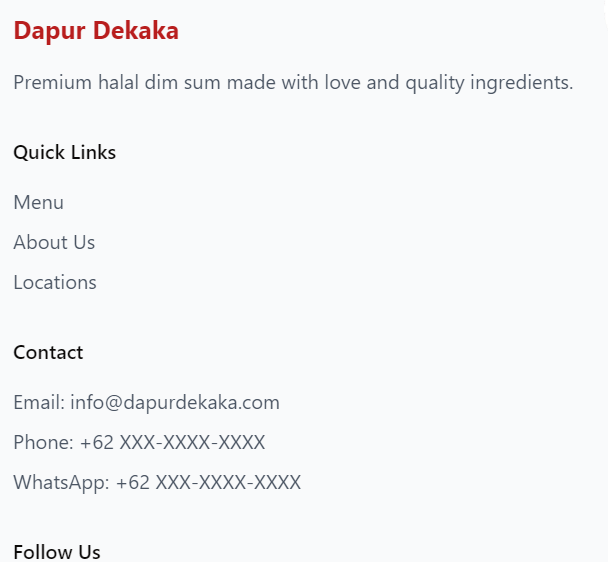 Dapur Dekaka
Premium halal dim sum made with love and quality ingredients.
Quick Links
Menu
About Us
Locations
Contact
Email: info@dapurdekaka.com
Phone: +62 XXX-XXXX-XXXX
WhatsApp: +62 XXX-XXXX-XXXX
Follow Us